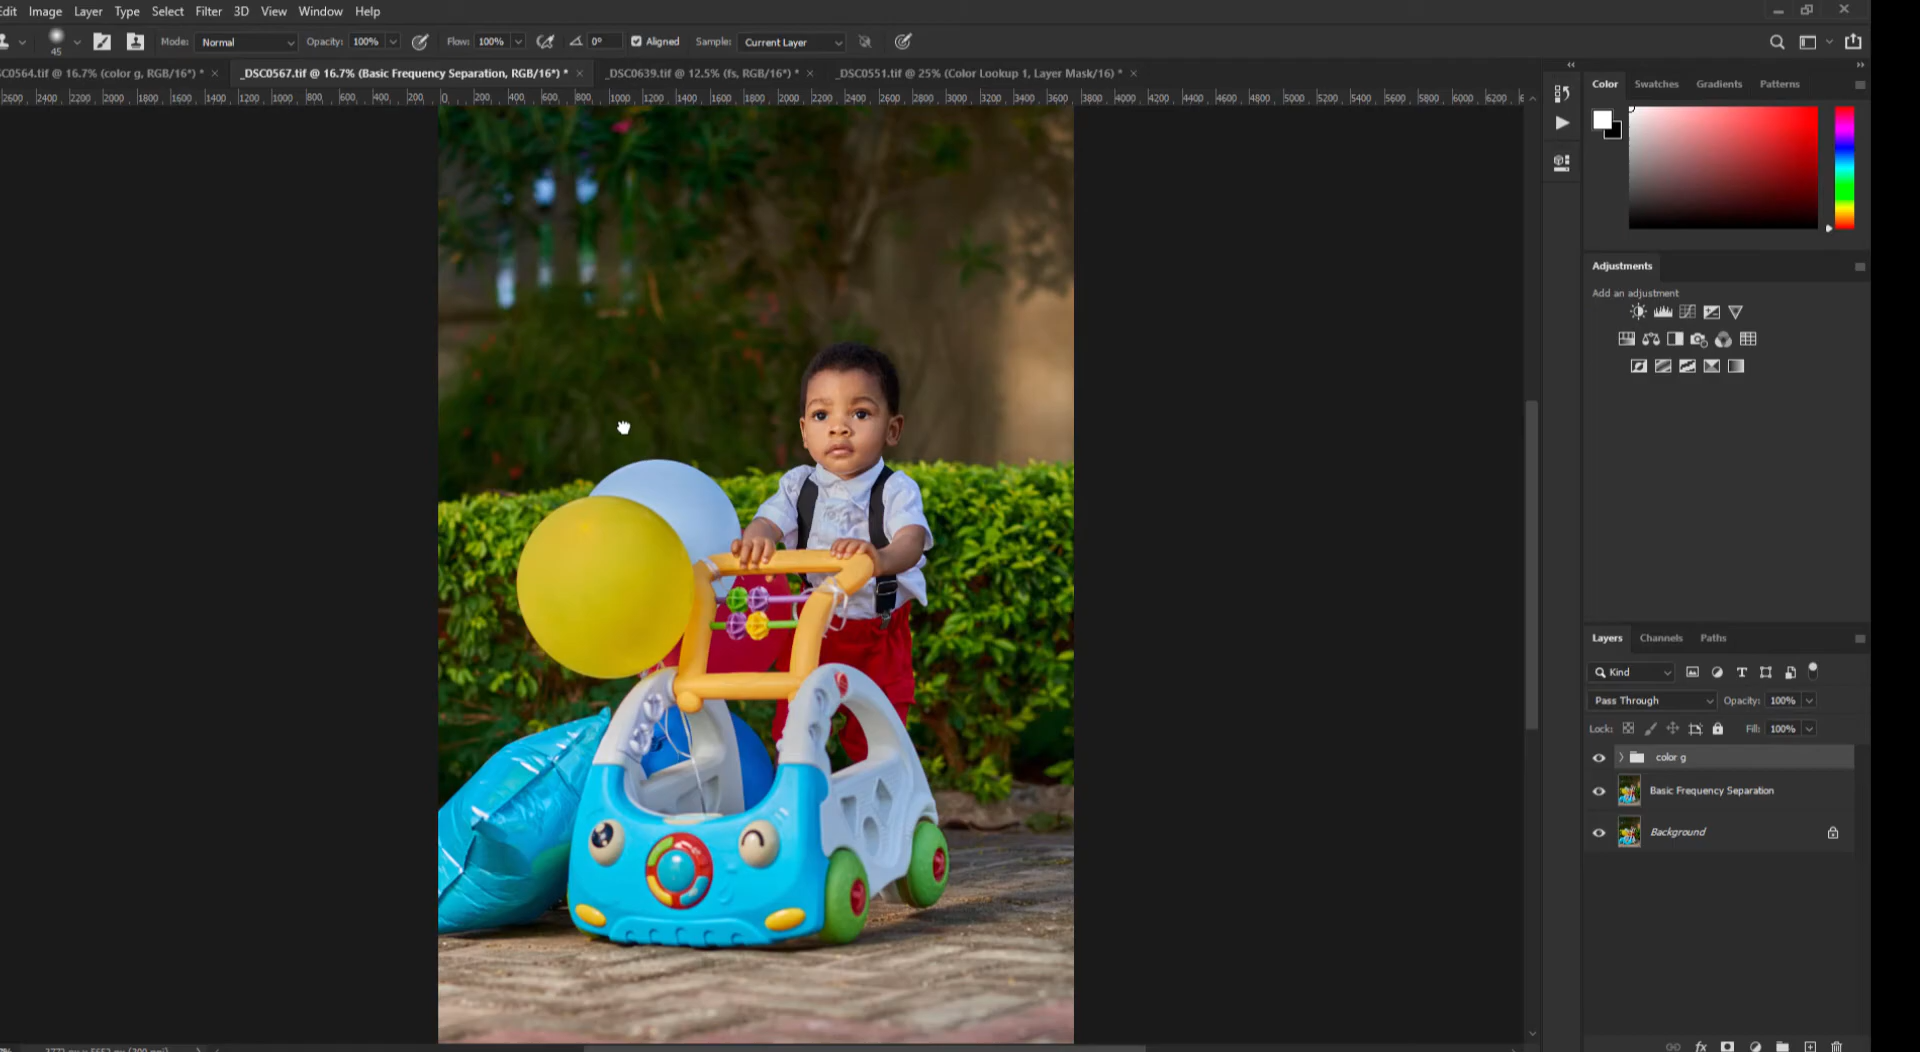 Edit Image Layer Type Select Filter 3D View Window Help
45 Mode: Normal Opacity: 100% Flow: 100% 0° Aligned Sample: Current Layer
SC0564.tif @ 16.7% (color g, RGB/16*) * × _DSC0567.tif @ 16.7% (Basic Frequency Separation, RGB/16*) * × _DSC0639.tif @ 12.5% (fs, RGB/16*) * × _DSC0551.tif @ 25% (Color Lookup 1, Layer Mask/16) * ×
2600 2400 2200 2000 1800 1600 1400 1200 1000 800 600 400 200 0 200 400 600 800 1000 1200 1400 1600 1800 2000 2200 2400 2600 2800 3000 3200 3400 3600 3800 4000 4200 4400 4600 4800 5000 5200 5400 5600 5800 6000 6200
Color Swatches Gradients Patterns
Adjustments
Add an adjustment
Layers Channels Paths
Kind
Pass Through Opacity: 100%
Lock: Fill: 100%
color g
Basic Frequency Separation
Background
fx